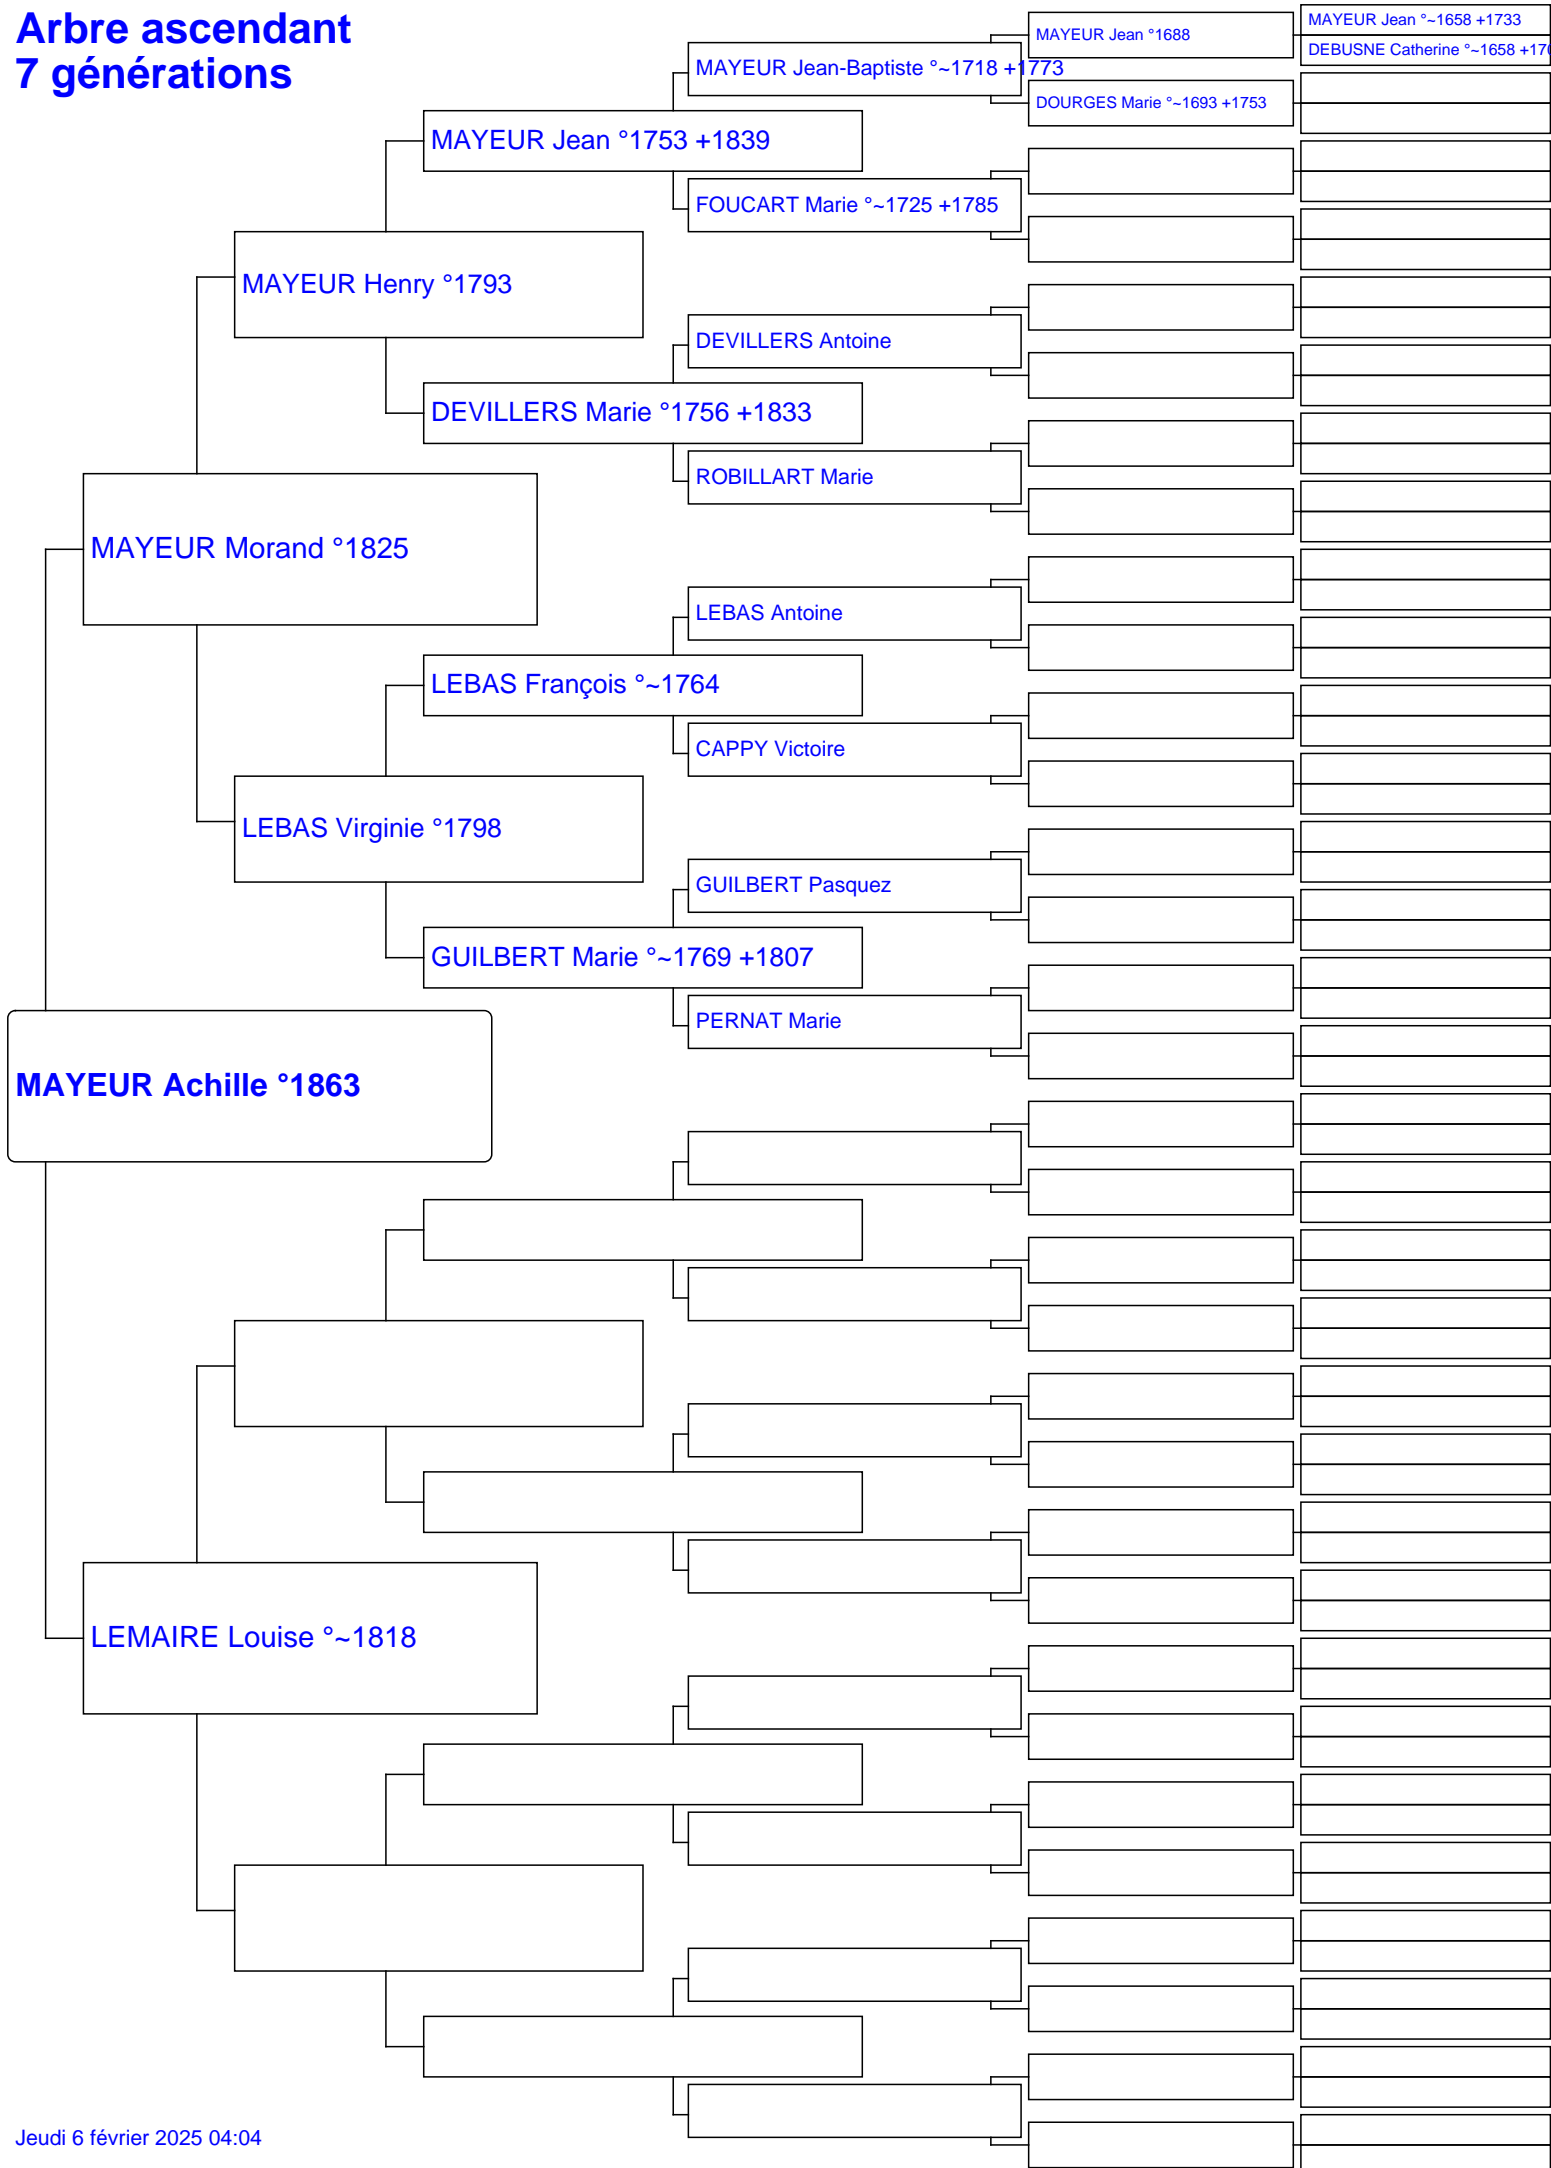 Arbre ascendant
7 générations
MAYEUR Jean °~1658 +1733
MAYEUR Jean °1688
DEBUSNE Catherine °~1658 +170
MAYEUR Jean-Baptiste °~1718 +1773
DOURGES Marie °~1693 +1753
MAYEUR Jean °1753 +1839
FOUCART Marie °~1725 +1785
MAYEUR Henry °1793
DEVILLERS Antoine
DEVILLERS Marie °1756 +1833
ROBILLART Marie
MAYEUR Morand °1825
LEBAS Antoine
LEBAS François °~1764
CAPPY Victoire
LEBAS Virginie °1798
GUILBERT Pasquez
GUILBERT Marie °~1769 +1807
PERNAT Marie
MAYEUR Achille °1863
LEMAIRE Louise °~1818
Jeudi 6 février 2025 04:04